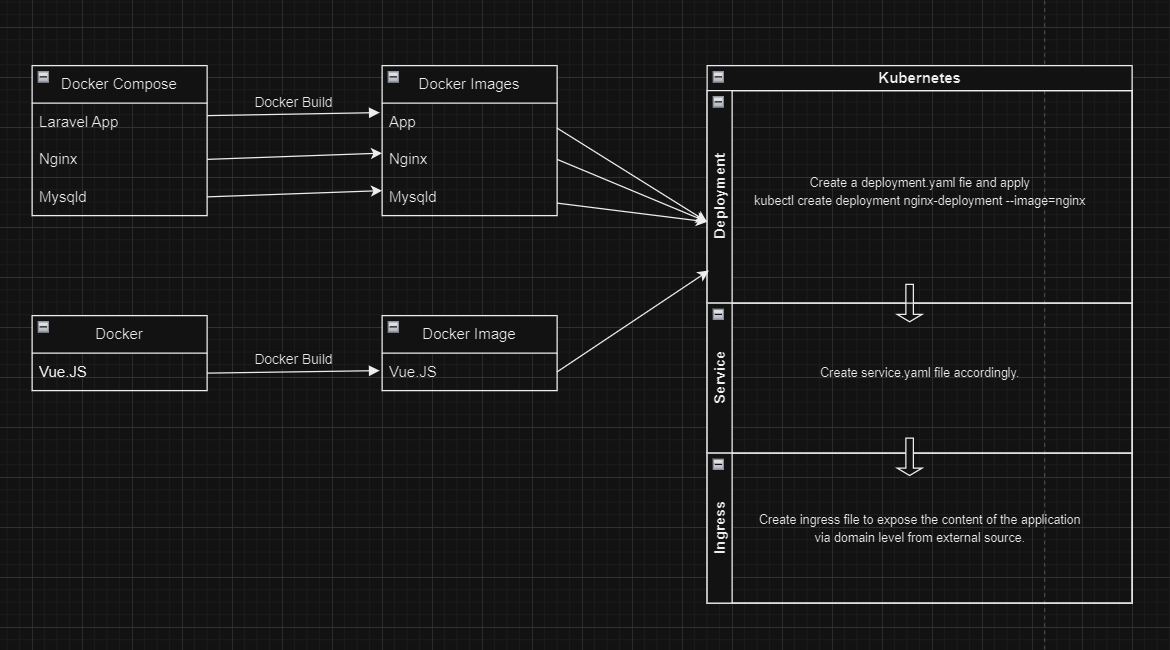 Docker Compose
Laravel App
Nginx
Mysqld
Docker Build
Docker Images
App
Nginx
Mysqld
Docker
Vue.JS
Docker Build
Docker Image
Vue.JS
Kubernetes
Deployment
Create a deployment.yaml fie and apply
kubectl create deployment nginx-deployment --image=nginx
Service
Create service.yaml file accordingly.
Ingress
Create ingress file to expose the content of the application
via domain level from external source.